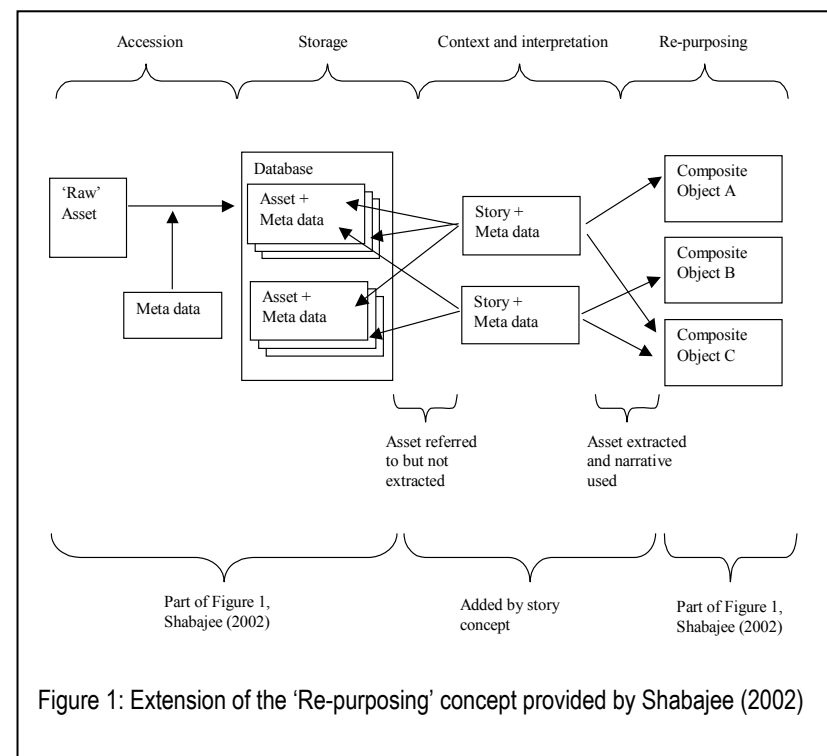 Accession
Storage
Context and interpretation
Re-purposing
'Raw'
Asset
Meta data
Database
Asset +
Meta data
Asset +
Meta data
Story +
Meta data
Story +
Meta data
Composite
Object A
Composite
Object B
Composite
Object C
Asset referred
to but not
extracted
Asset extracted
and narrative
used
Part of Figure 1,
Shabajee (2002)
Added by story
concept
Part of Figure 1,
Shabajee (2002)
Figure 1: Extension of the 'Re-purposing' concept provided by Shabajee (2002)